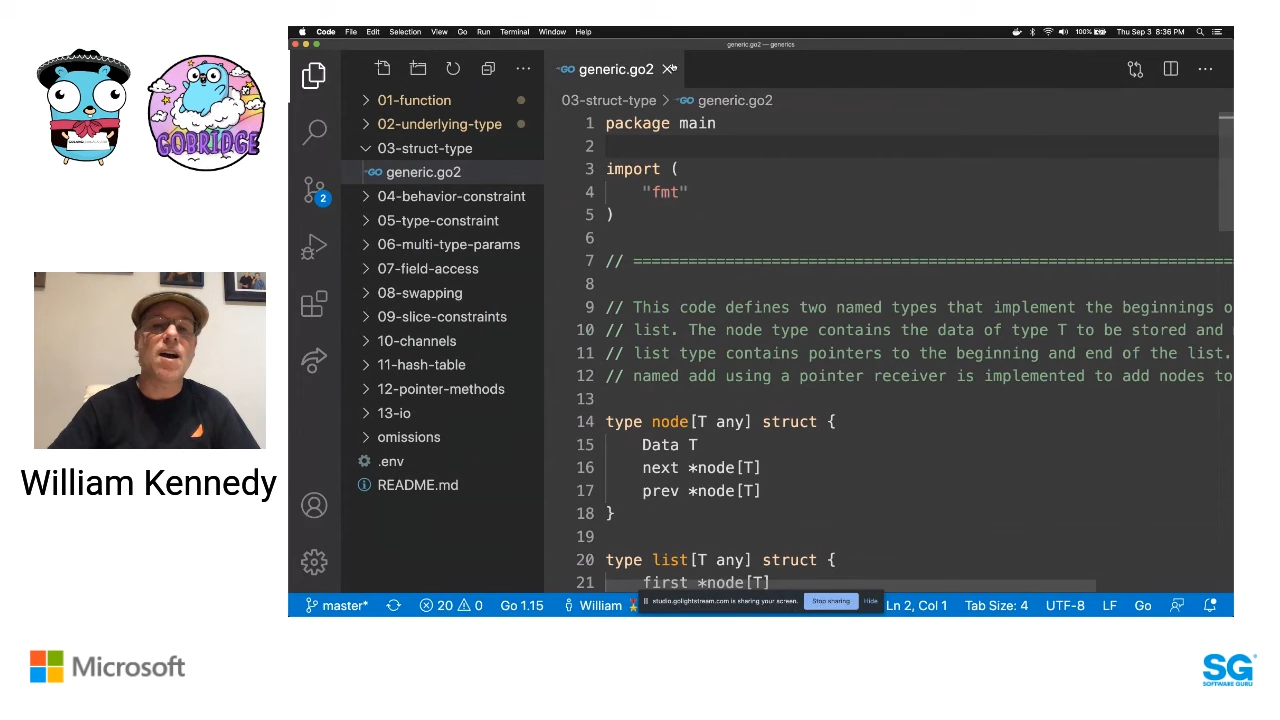 Code File Edit Selection View Go Run Terminal Window Help 100% Thu Sep 3 8:36 PM
generic.go2 — generics
generic.go2
03-struct-type > generic.go2
01-function
02-underlying-type
03-struct-type
generic.go2
04-behavior-constraint
05-type-constraint
06-multi-type-params
07-field-access
08-swapping
09-slice-constraints
10-channels
11-hash-table
12-pointer-methods
13-io
omissions
.env
README.md
2
1 package main
2
3 import (
4 "fmt"
5 )
6
7 // ====================================================================
8
9 // This code defines two named types that implement the beginnings o
10 // list. The node type contains the data of type T to be stored and
11 // list type contains pointers to the beginning and end of the list.
12 // named add using a pointer receiver is implemented to add nodes to
13
14 type node[T any] struct {
15 Data T
16 next *node[T]
17 prev *node[T]
18 }
19
20 type list[T any] struct {
21 first *node[T]
studio.golightstream.com is sharing your screen. Stop sharing Hide
master* 20 0 Go 1.15 William Ln 2, Col 1 Tab Size: 4 UTF-8 LF Go
GOBRIDGE
William Kennedy
Microsoft
SG
SOFTWARE GURU